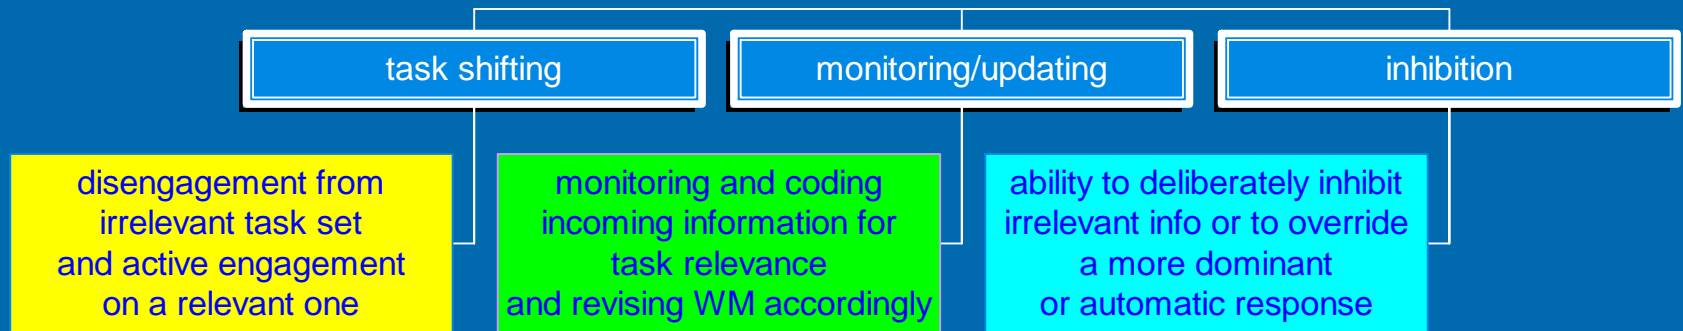 task shifting
monitoring/updating
inhibition
disengagement from
irrelevant task set
and active engagement
on a relevant one
monitoring and coding
incoming information for
task relevance
and revising WM accordingly
ability to deliberately inhibit
irrelevant info or to override
a more dominant
or automatic response